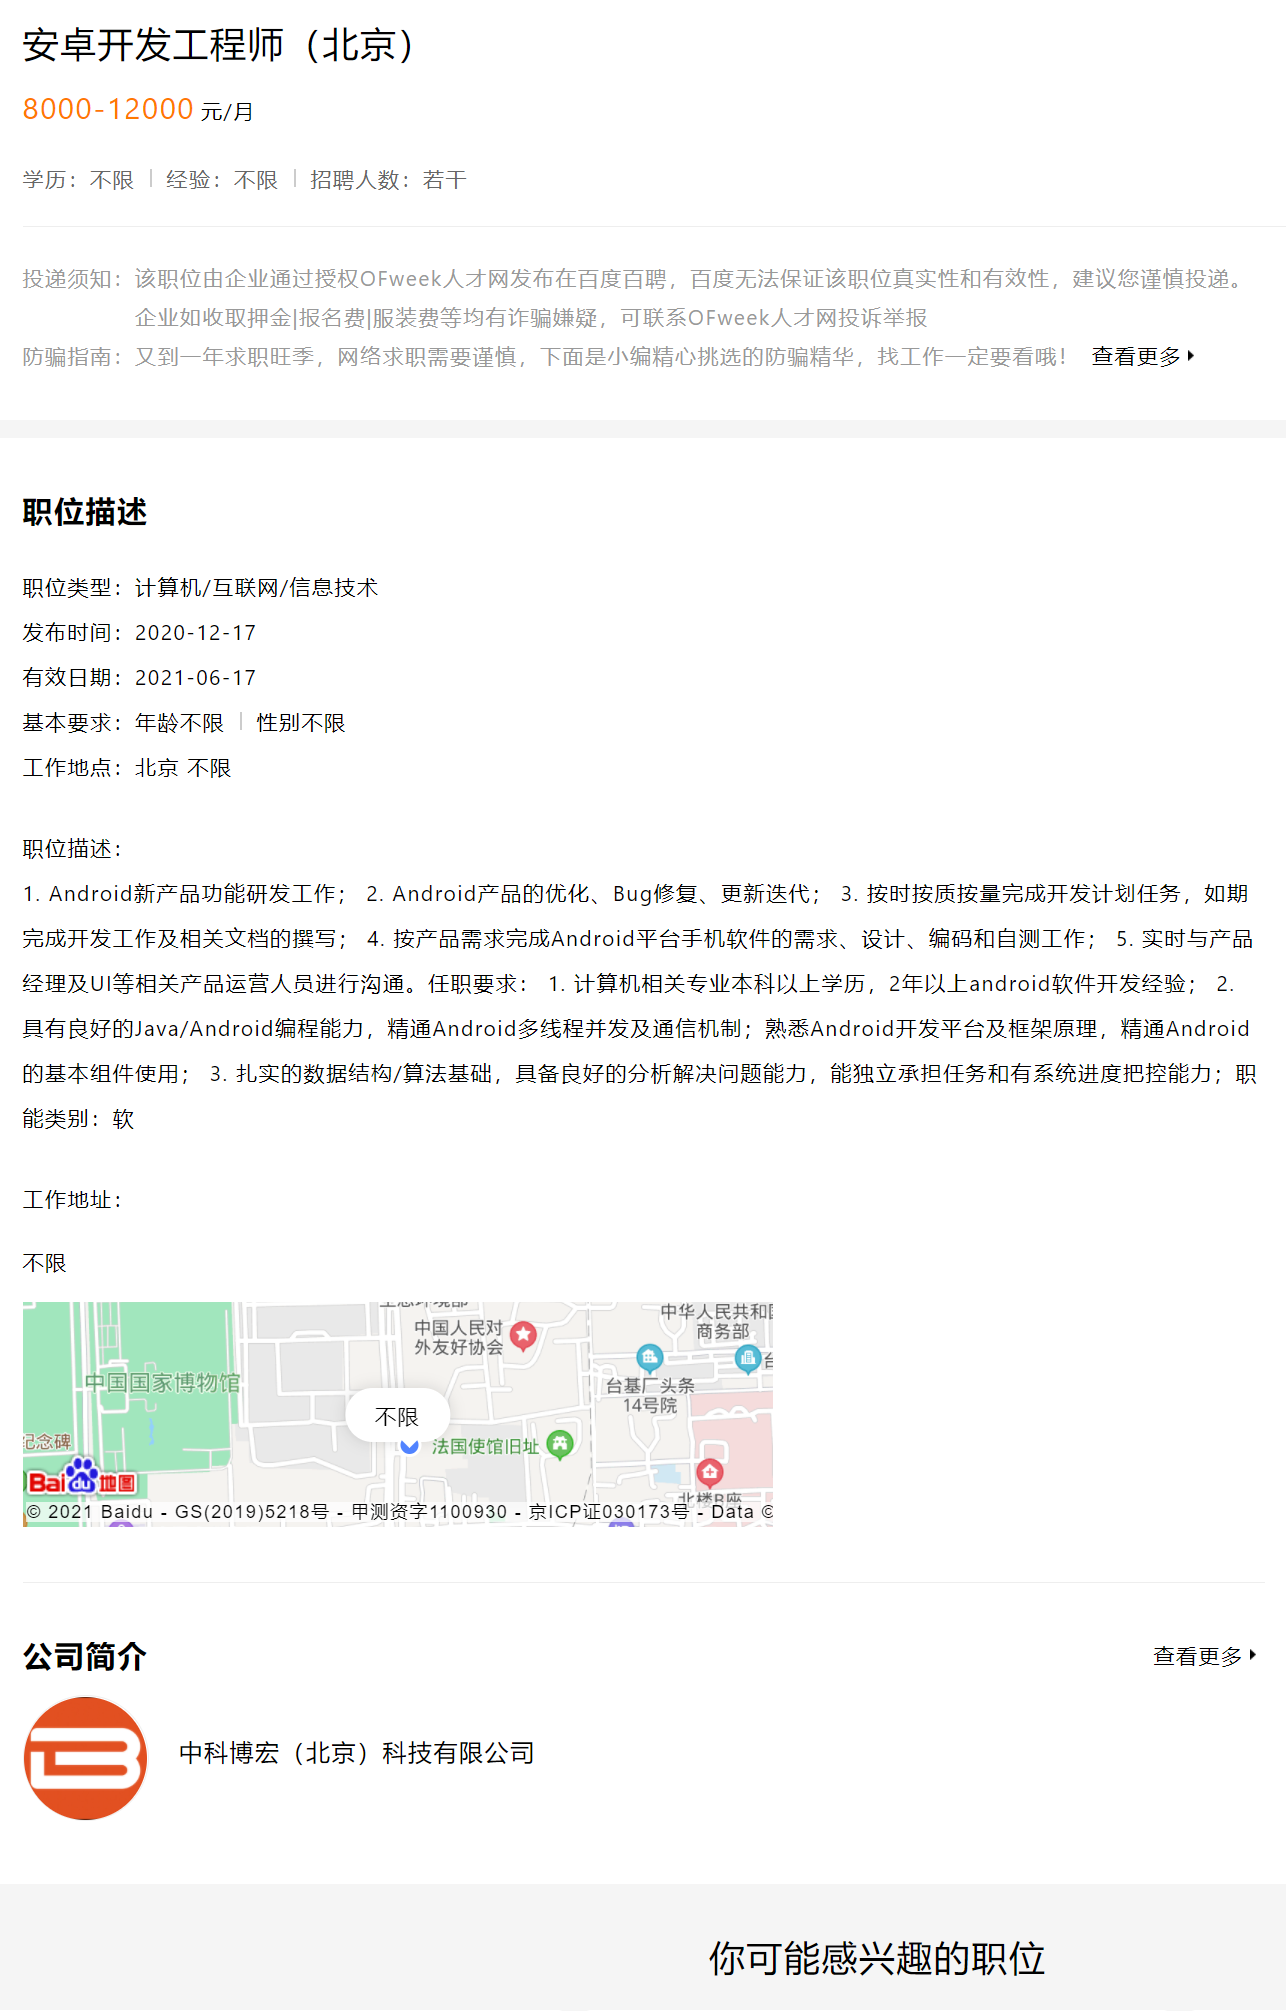 安卓开发工程师（北京）
8000-12000 元/月
学历：不限 | 经验：不限 | 招聘人数：若干
投递须知：该职位由企业通过授权OFweek人才网发布在百度百聘，百度无法保证该职位真实性和有效性，建议您谨慎投递。
企业如收取押金|报名费|服装费等均有诈骗嫌疑，可联系OFweek人才网投诉举报
防骗指南：又到一年求职旺季，网络求职需要谨慎，下面是小编精心挑选的防骗精华，找工作一定要看哦！ 查看更多
职位描述
职位类型：计算机/互联网/信息技术
发布时间：2020-12-17
有效日期：2021-06-17
基本要求：年龄不限 | 性别不限
工作地点：北京 不限
职位描述：
1. Android新产品功能研发工作； 2. Android产品的优化、Bug修复、更新迭代； 3. 按时按质按量完成开发计划任务，如期
完成开发工作及相关文档的撰写； 4. 按产品需求完成Android平台手机软件的需求、设计、编码和自测工作； 5. 实时与产品
经理及UI等相关产品运营人员进行沟通。任职要求： 1. 计算机相关专业本科以上学历，2年以上android软件开发经验； 2.
具有良好的Java/Android编程能力，精通Android多线程并发及通信机制；熟悉Android开发平台及框架原理，精通Android
的基本组件使用； 3. 扎实的数据结构/算法基础，具备良好的分析解决问题能力，能独立承担任务和有系统进度把控能力；职
能类别：软
工作地址：
不限
中国人民对
外友好协会
中华人民共和国
商务部
中国国家博物馆
台基厂头条
14号院
不限
纪念碑
法国使馆旧址
Bai du 地图
北楼B座
© 2021 Baidu - GS(2019)5218号 - 甲测资字1100930 - 京ICP证030173号 - Data ©
公司简介
查看更多
中科博宏（北京）科技有限公司
你可能感兴趣的职位